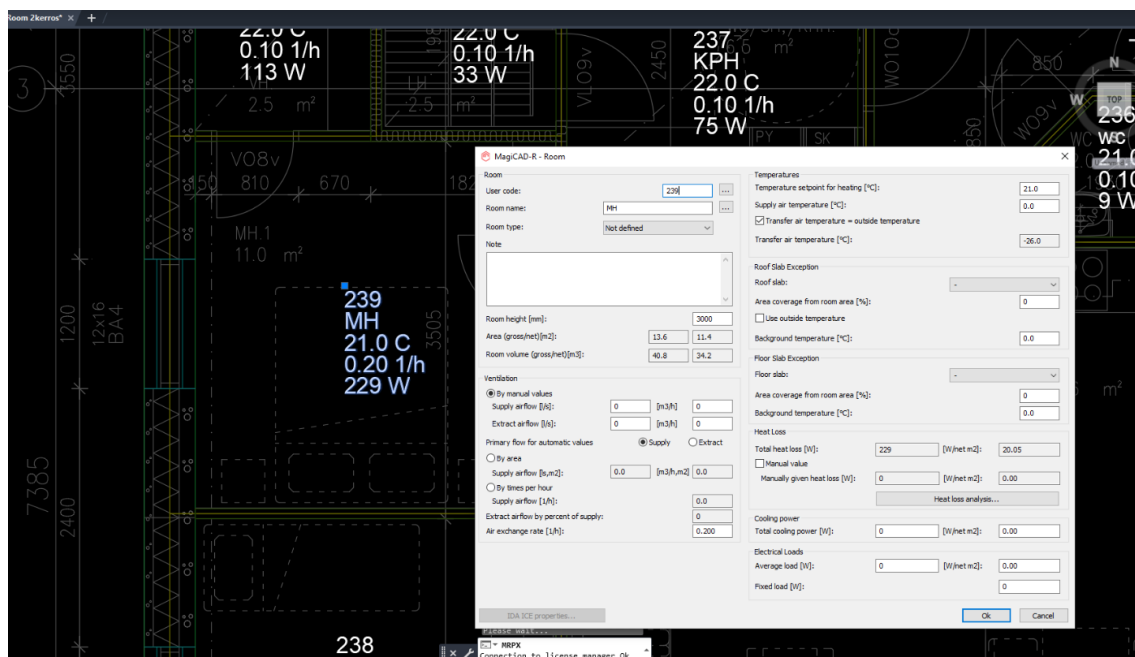 Room 2kerros* × +
22.0 C
0.10 1/h
113 W
2.5 m²
22.0 C
0.10 1/h
33 W
2.5 m²
237
KPH
22.0 C
0.10 1/h
75 W
PY SK
VL09v
2450
WO10v
850
N
W
TOP
WO9v
850
236
WC
21.0
0.10
9 W
3
3550
VO8v
810 670 182
MH.1
11.0 m²
1200
12x16
BA4
3505
239
MH
21.0 C
0.20 1/h
229 W
7385
2400
238
m²
MagiCAD-R - Room
Room
User code: 239 ...
Room name: MH ...
Room type: Not defined
Note
Room height [mm]: 3000
Area (gross/net)[m2]: 13.6 11.4
Room volume (gross/net)[m3]: 40.8 34.2
Ventilation
By manual values
Supply airflow [l/s]: 0 [m3/h] 0
Extract airflow [l/s]: 0 [m3/h] 0
Primary flow for automatic values Supply Extract
By area
Supply airflow [ls,m2]: 0.0 [m3/h,m2] 0.0
By times per hour
Supply airflow [1/h]: 0.0
Extract airflow by percent of supply: 0
Air exchange rate [1/h]: 0.200
IDA ICE properties...
Temperatures
Temperature setpoint for heating [°C]: 21.0
Supply air temperature [°C]: 0.0
Transfer air temperature = outside temperature
Transfer air temperature [°C]: -26.0
Roof Slab Exception
Roof slab: -
Area coverage from room area [%]: 0
Use outside temperature
Background temperature [°C]: 0.0
Floor Slab Exception
Floor slab: -
Area coverage from room area [%]: 0
Background temperature [°C]: 0.0
Heat Loss
Total heat loss [W]: 229 [W/net m2]: 20.05
Manual value
Manually given heat loss [W]: 0 [W/net m2]: 0.00
Heat loss analysis...
Cooling power
Total cooling power [W]: 0 [W/net m2]: 0.00
Electrical Loads
Average load [W]: 0 [W/net m2]: 0.00
Fixed load [W]: 0
Ok Cancel
Please wait...
MRPX
Connection to license manager Ok